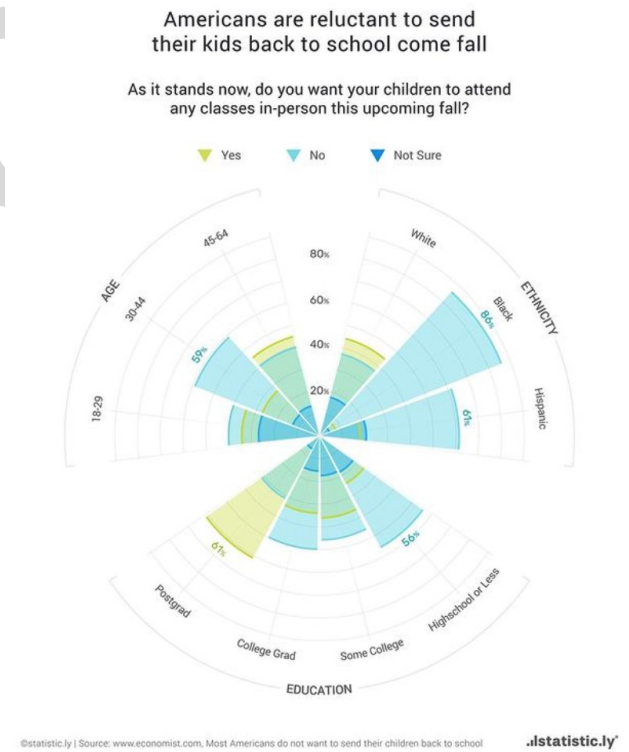 Americans are reluctant to send
their kids back to school come fall
As it stands now, do you want your children to attend
any classes in-person this upcoming fall?
Yes
No
Not Sure
AGE
45-64
30-44
18-29
ETHNICITY
White
Black
Hispanic
80%
60%
40%
20%
59%
86%
61%
61%
56%
Postgrad
College Grad
Some College
Highschool or Less
EDUCATION
©statistic.ly | Source: www.economist.com, Most Americans do not want to send their children back to school
.ılstatistic.ly°